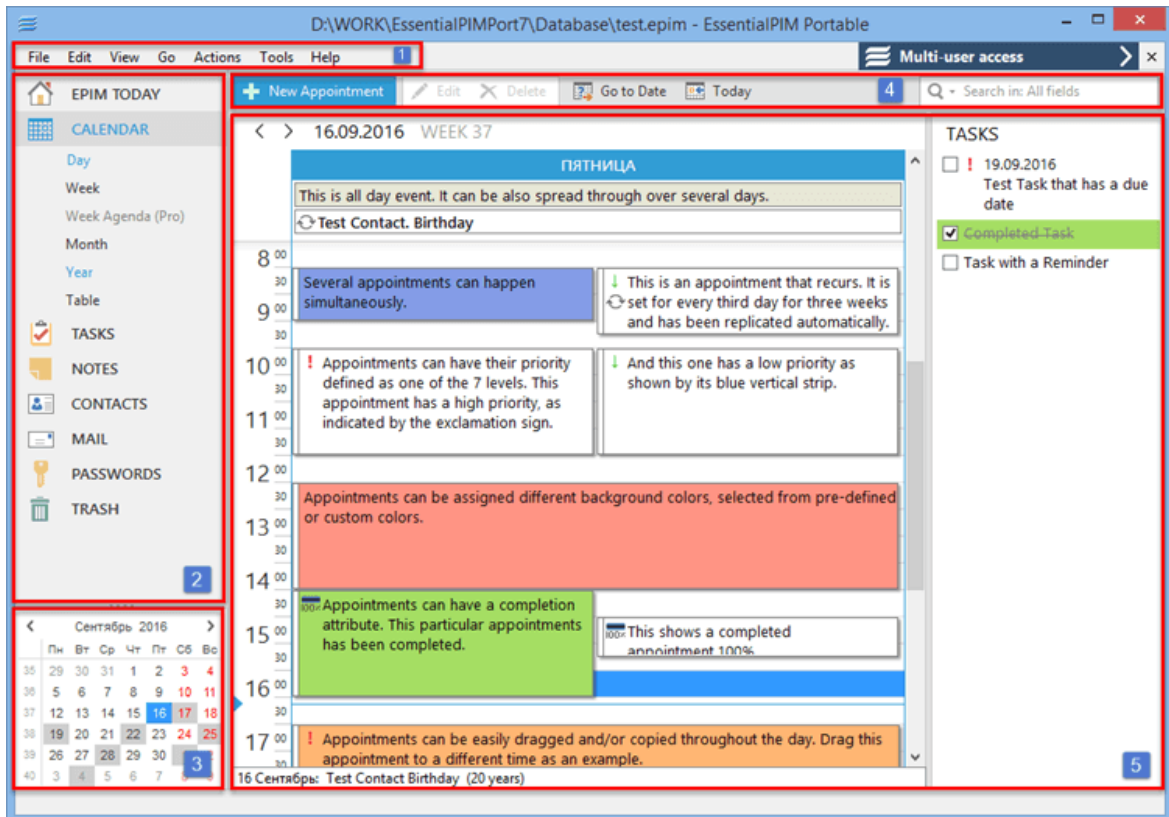 D:\WORK\EssentialPIMPort7\Database\test.epim - EssentialPIM Portable
File Edit View Go Actions Tools Help 1
Multi-user access
EPIM TODAY
CALENDAR
Day
Week
Week Agenda (Pro)
Month
Year
Table
TASKS
NOTES
CONTACTS
MAIL
PASSWORDS
TRASH
2
Сентябрь 2016
Пн Вт Ср Чт Пт Сб Вс
35 29 30 31 1 2 3 4
36 5 6 7 8 9 10 11
37 12 13 14 15 16 17 18
38 19 20 21 22 23 24 25
39 26 27 28 29 30
40 3 4 5 6 7
3
New Appointment Edit Delete Go to Date Today 4 Search in: All fields
16.09.2016 WEEK 37
ПЯТНИЦА
This is all day event. It can be also spread through over several days.
Test Contact. Birthday
8 00
30
9 00
30
10 00
30
11 00
30
12 00
30
13 00
30
14 00
30
15 00
30
16 00
30
17 00
30
Several appointments can happen
simultaneously.
This is an appointment that recurs. It is
set for every third day for three weeks
and has been replicated automatically.
! Appointments can have their priority
defined as one of the 7 levels. This
appointment has a high priority, as
indicated by the exclamation sign.
And this one has a low priority as
shown by its blue vertical strip.
Appointments can be assigned different background colors, selected from pre-defined
or custom colors.
100% Appointments can have a completion
attribute. This particular appointments
has been completed.
100% This shows a completed
appointment 100%.
! Appointments can be easily dragged and/or copied throughout the day. Drag this
appointment to a different time as an example.
16 Сентябрь: Test Contact Birthday (20 years)
TASKS
! 19.09.2016
Test Task that has a due
date
Completed Task
Task with a Reminder
5